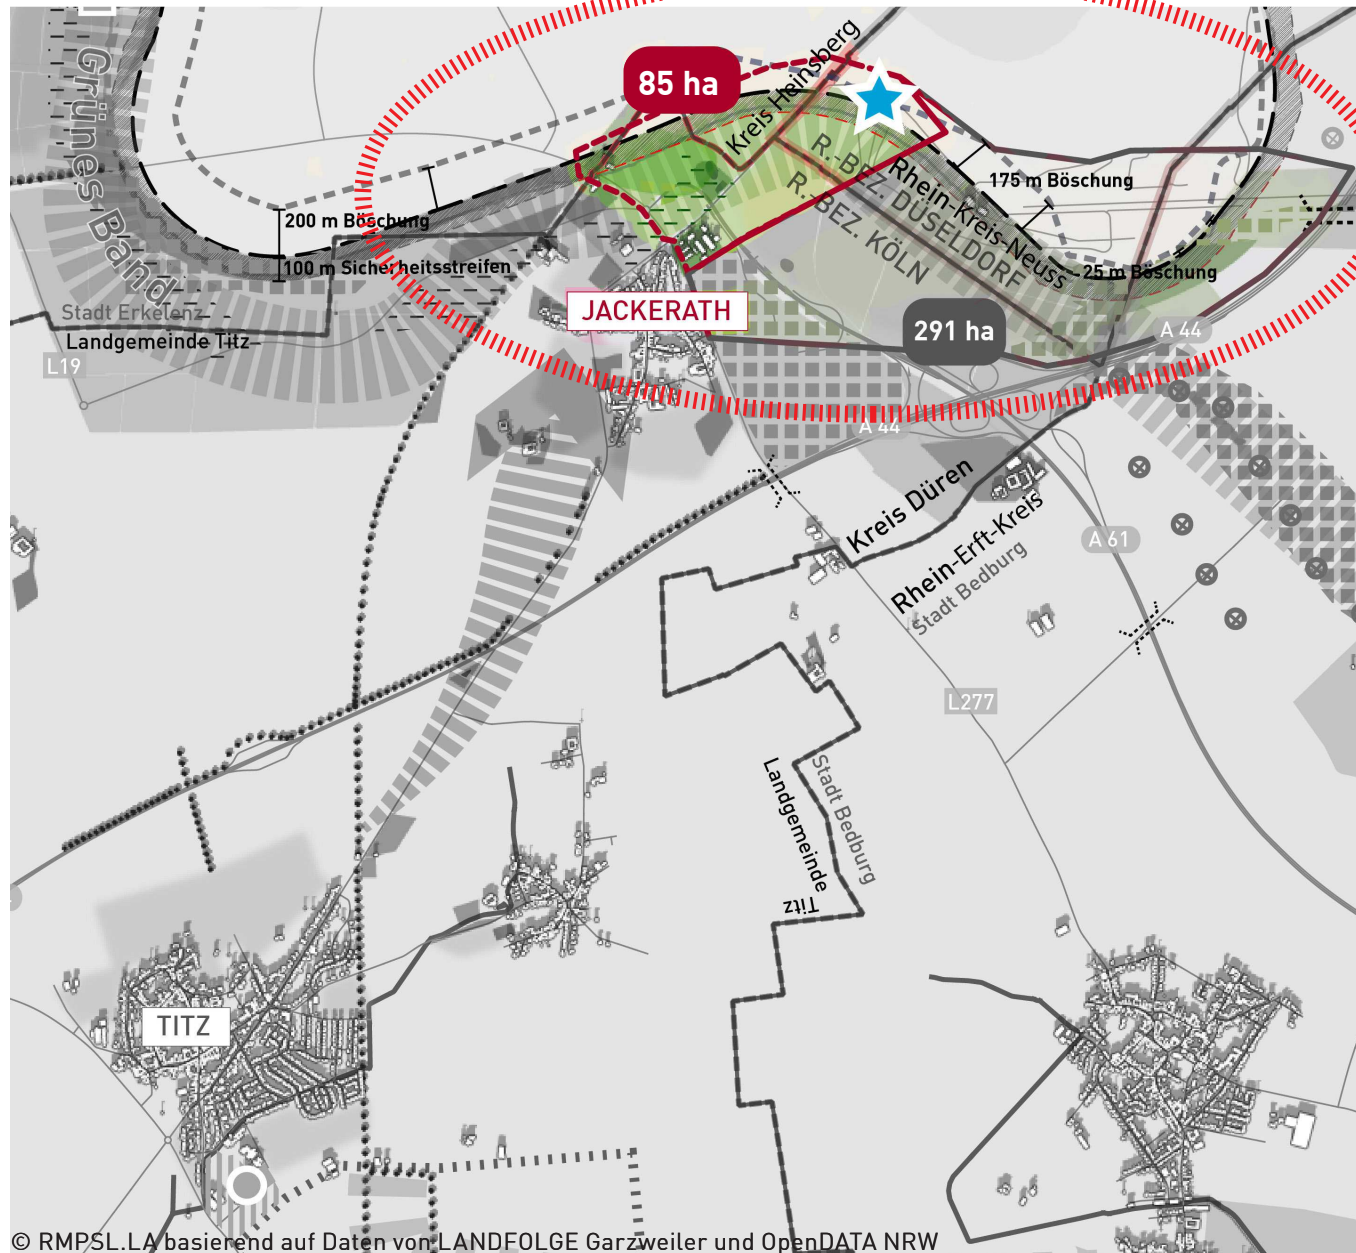 Grünes Band
85 ha
Kreis Heinsberg
R.-BEZ. DÜSELDORF
R.-BEZ. KÖLN
Rhein-Kreis-Neuss
175 m Böschung
200 m Böschung
100 m Sicherheitsstreifen
25 m Böschung
Stadt Erkelenz
Landgemeinde Titz
JACKERATH
291 ha
A 44
L19
A 44
Kreis Düren
Rhein-Erft-Kreis
Stadt Bedburg
A 61
L277
Landgemeinde
Titz
Stadt Bedburg
TITZ
© RMPSL.LA basierend auf Daten von LANDFOLGE Garzweiler und OpenDATA NRW